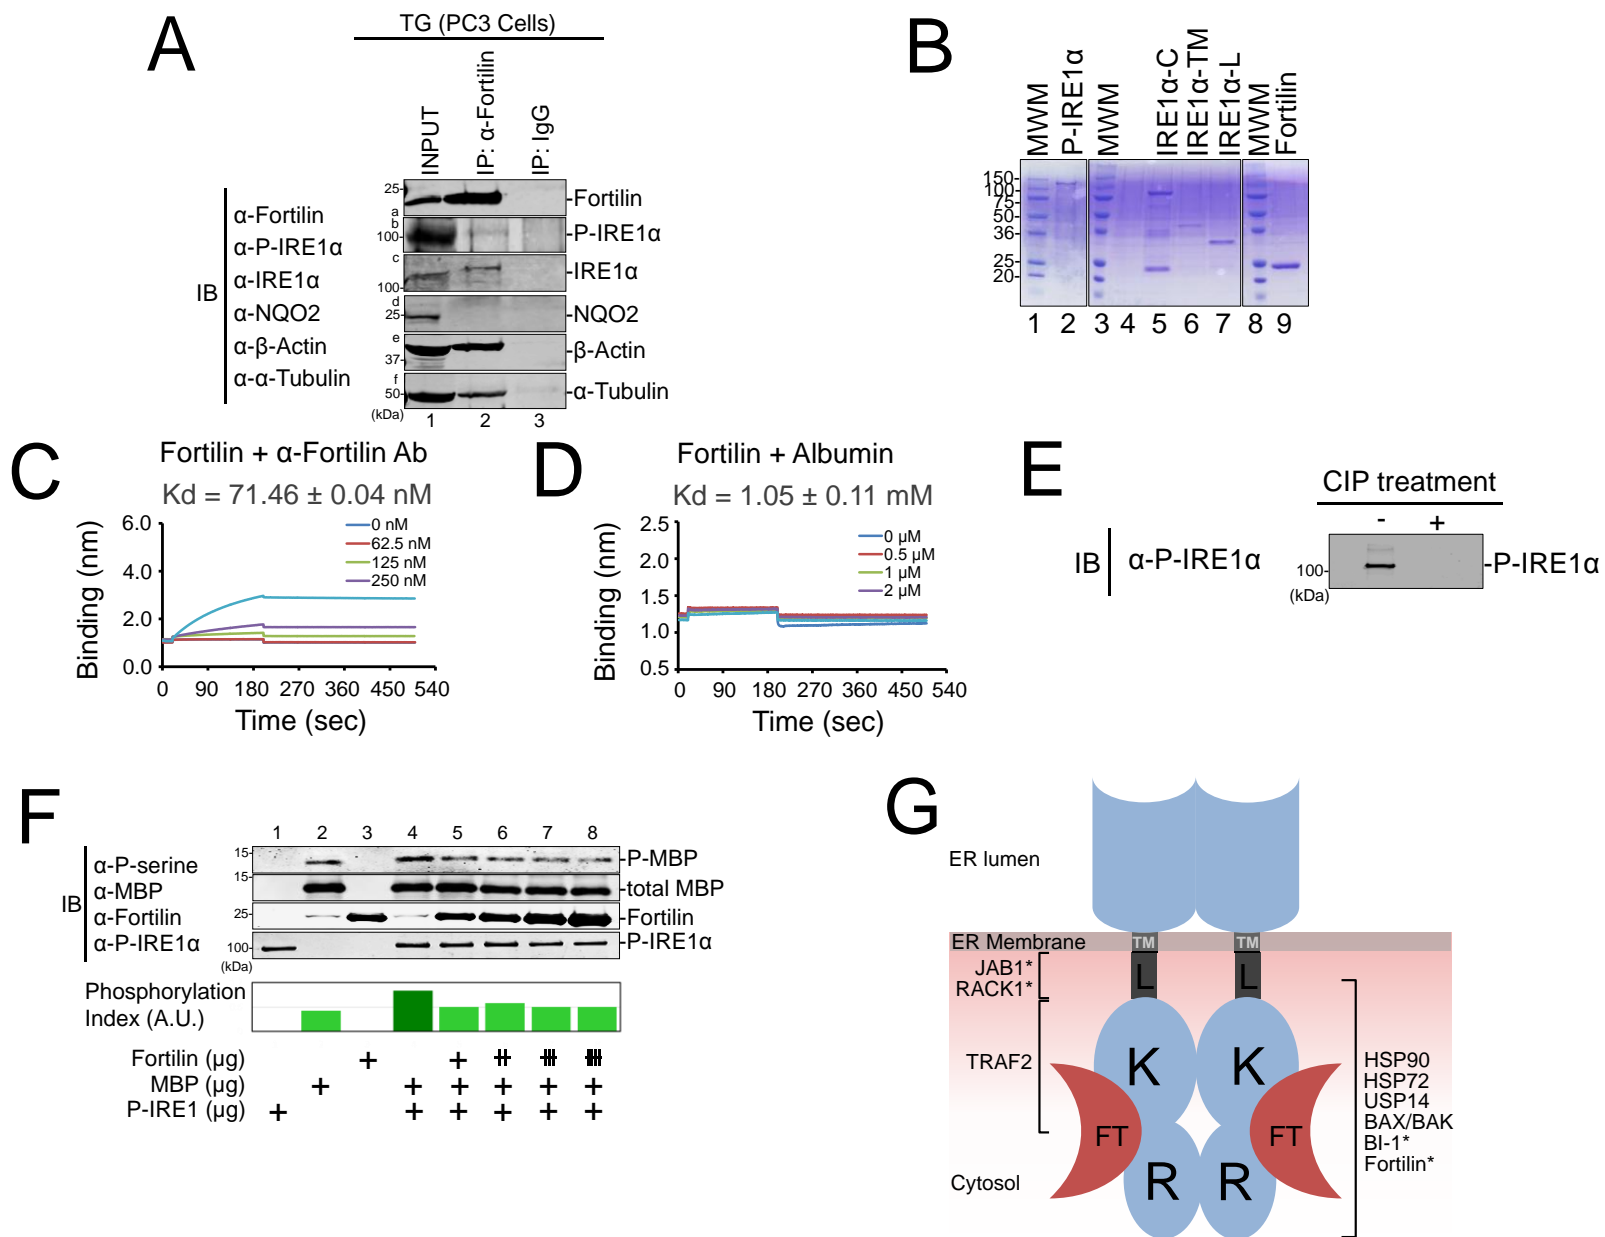 A
TG (PC3 Cells)
INPUT
IP: α-Fortilin
IP: IgG
IB
α-Fortilin
α-P-IRE1α
α-IRE1α
α-NQO2
α-β-Actin
α-α-Tubulin
25-
a
-Fortilin
b
100-
-P-IRE1α
c
100-
-IRE1α
d
25-
-NQO2
e
37-
-β-Actin
f
50-
-α-Tubulin
(kDa)
1 2 3
B
MWM
P-IRE1α
MWM
IRE1α-C
IRE1α-TM
IRE1α-L
MWM
Fortilin
150-
100-
75-
50-
36-
25-
20-
1 2 3 4 5 6 7 8 9
C
Fortilin + α-Fortilin Ab
Kd = 71.46 ± 0.04 nM
Binding (nm)
6.0
4.0
2.0
0.0
0 nM
62.5 nM
125 nM
250 nM
0 90 180 270 360 450 540
Time (sec)
D
Fortilin + Albumin
Kd = 1.05 ± 0.11 mM
Binding (nm)
2.5
2.0
1.5
1.0
0.5
0 µM
0.5 µM
1 µM
2 µM
0 90 180 270 360 450 540
Time (sec)
E
CIP treatment
- +
IB
α-P-IRE1α
100-
(kDa)
-P-IRE1α
F
1 2 3 4 5 6 7 8
IB
α-P-serine
α-MBP
α-Fortilin
α-P-IRE1α
15-
15-
25-
100-
(kDa)
-P-MBP
-total MBP
-Fortilin
-P-IRE1α
Phosphorylation
Index (A.U.)
Fortilin (µg) + + ++ +++ ++++
MBP (µg) + + + + + +
P-IRE1 (µg) + + + + + +
G
ER lumen
ER Membrane
TM TM
JAB1*
RACK1*
L L
TRAF2
K K
FT FT
R R
Cytosol
HSP90
HSP72
USP14
BAX/BAK
BI-1*
Fortilin*